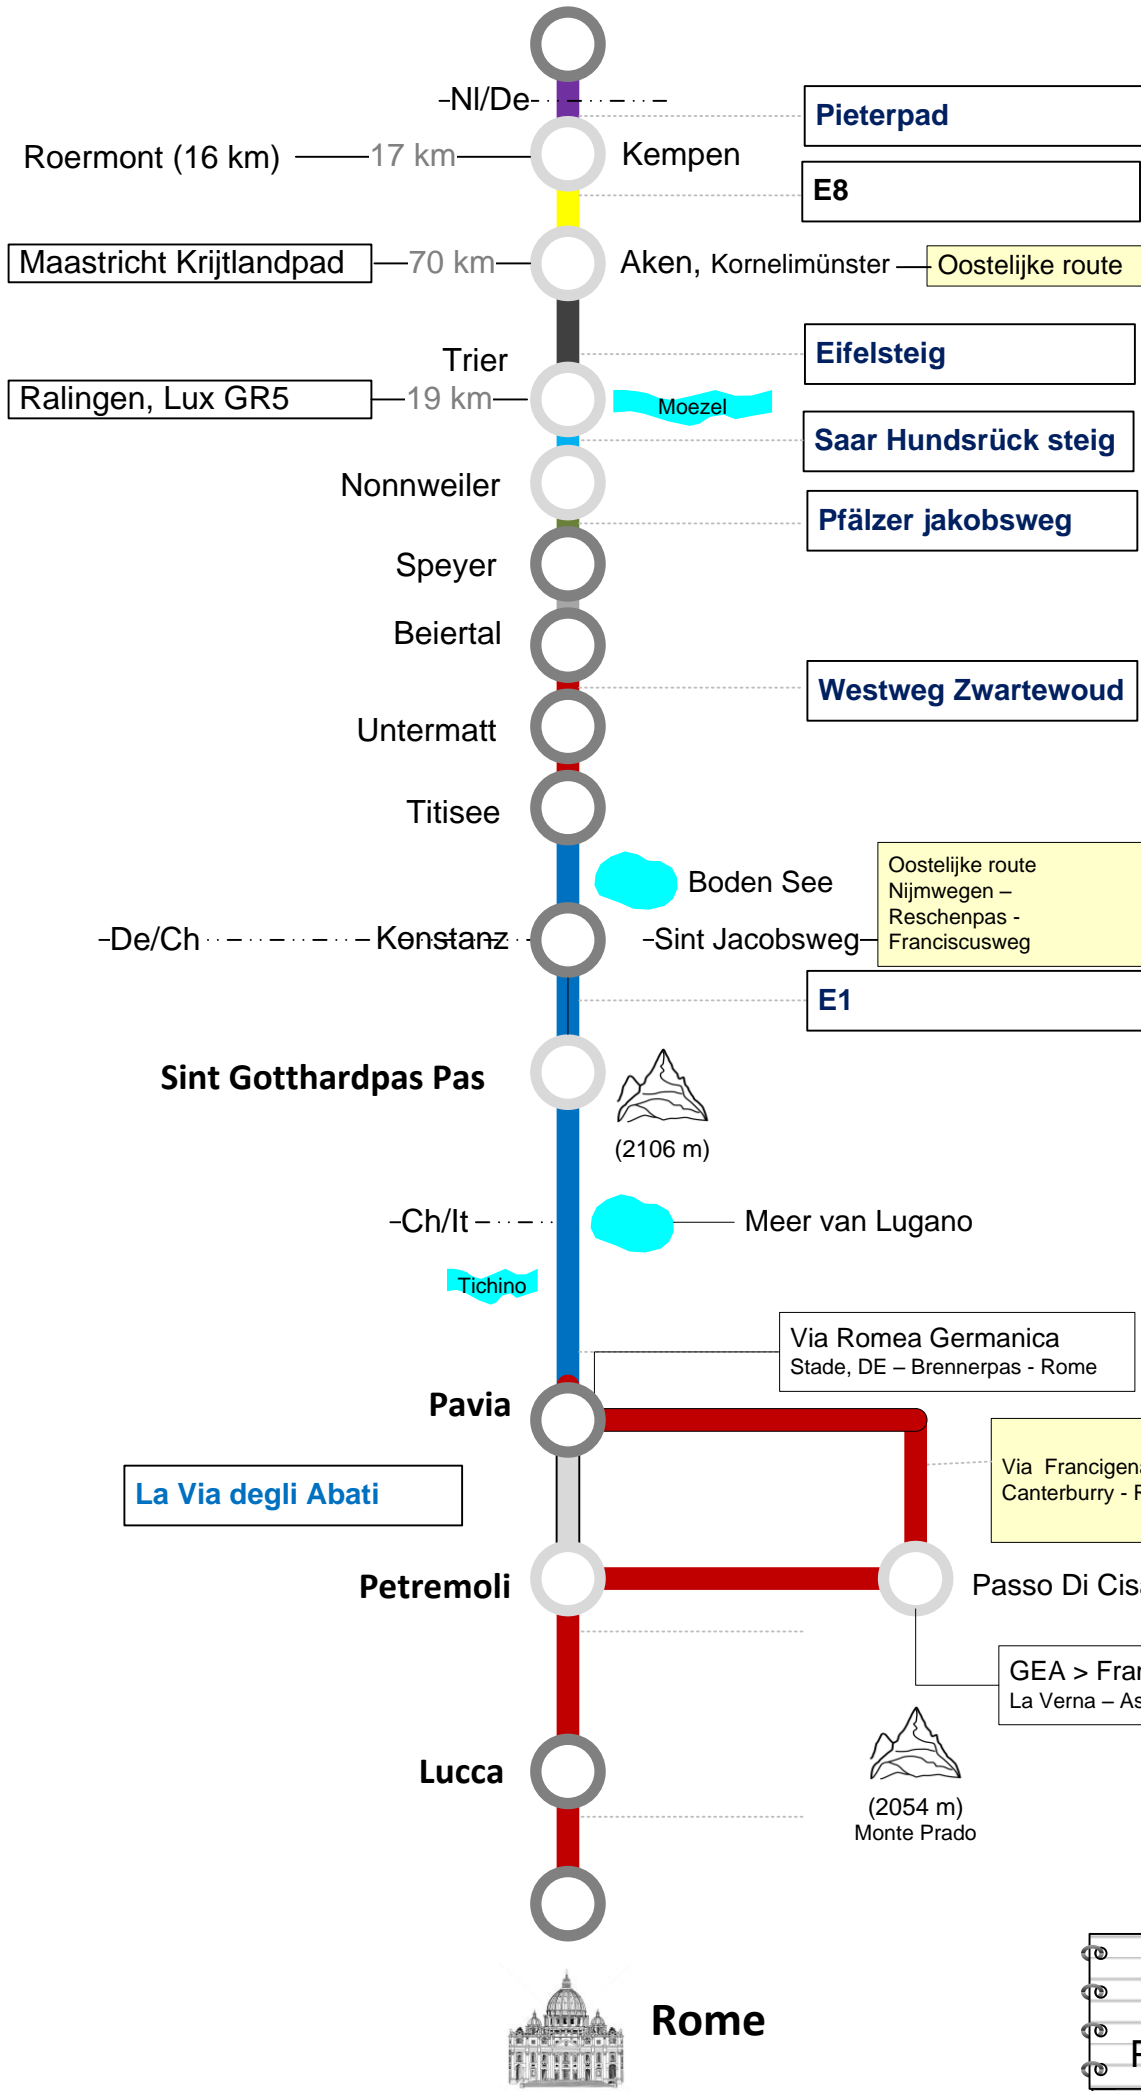 Nl/De
Pieterpad
Roermont (16 km) 17 km Kempen
E8
Maastricht Krijtlandpad 70 km Aken, Kornelimünster Oostelijke route
Trier
Eifelsteig
Ralingen, Lux GR5 19 km
Moezel
Saar Hundsrück steig
Nonnweiler
Pfälzer jakobsweg
Speyer
Beiertal
Westweg Zwartewoud
Untermatt
Titisee
Boden See
Oostelijke route
Nijmwegen –
Reschenpas -
Franciscusweg
De/Ch Konstanz Sint Jacobsweg
E1
Sint Gotthardpas Pas
(2106 m)
Ch/It Meer van Lugano
Tichino
Via Romea Germanica
Stade, DE – Brennerpas - Rome
Pavia
Via
Canterburry -
La Via degli Abati
Petremoli
Passo Di
GEA >
La Verna –
Lucca
(2054 m)
Monte Prado
Rome